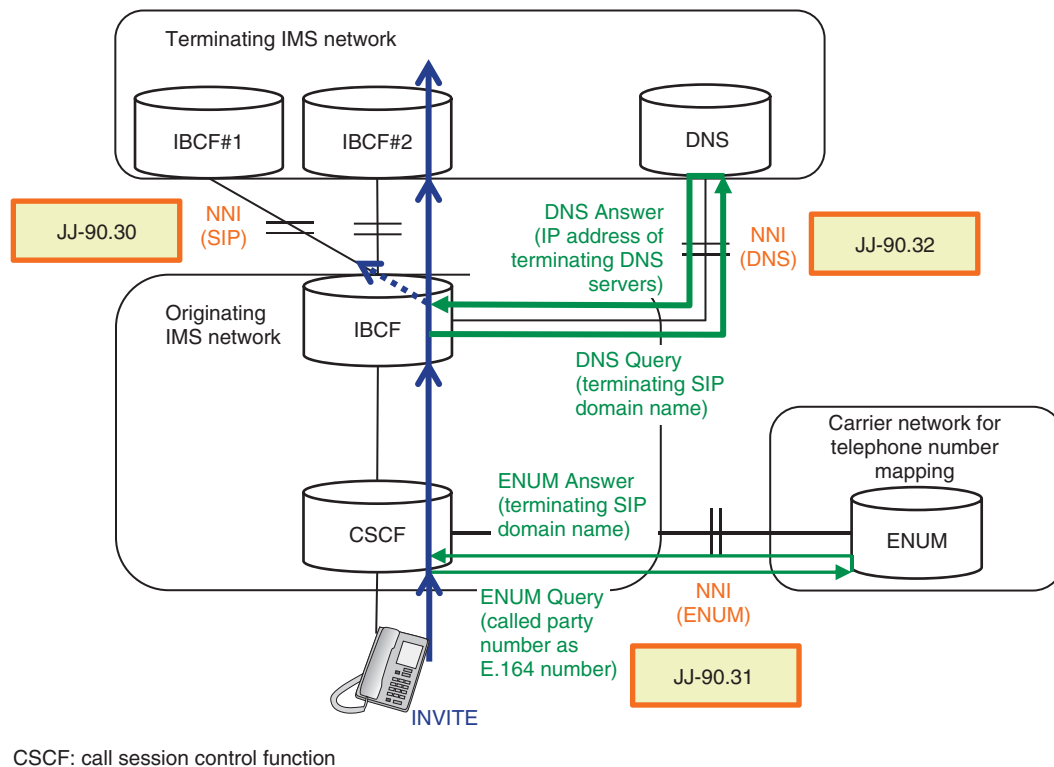 Terminating IMS network
IBCF#1
IBCF#2
DNS
JJ-90.30
NNI
(SIP)
DNS Answer
(IP address of
terminating DNS
servers)
NNI
(DNS)
JJ-90.32
Originating
IMS network
IBCF
DNS Query
(terminating SIP
domain name)
Carrier network for
telephone number
mapping
ENUM Answer
(terminating SIP
domain name)
CSCF
ENUM
ENUM Query
(called party
number as
E.164 number)
NNI
(ENUM)
JJ-90.31
INVITE
CSCF: call session control function